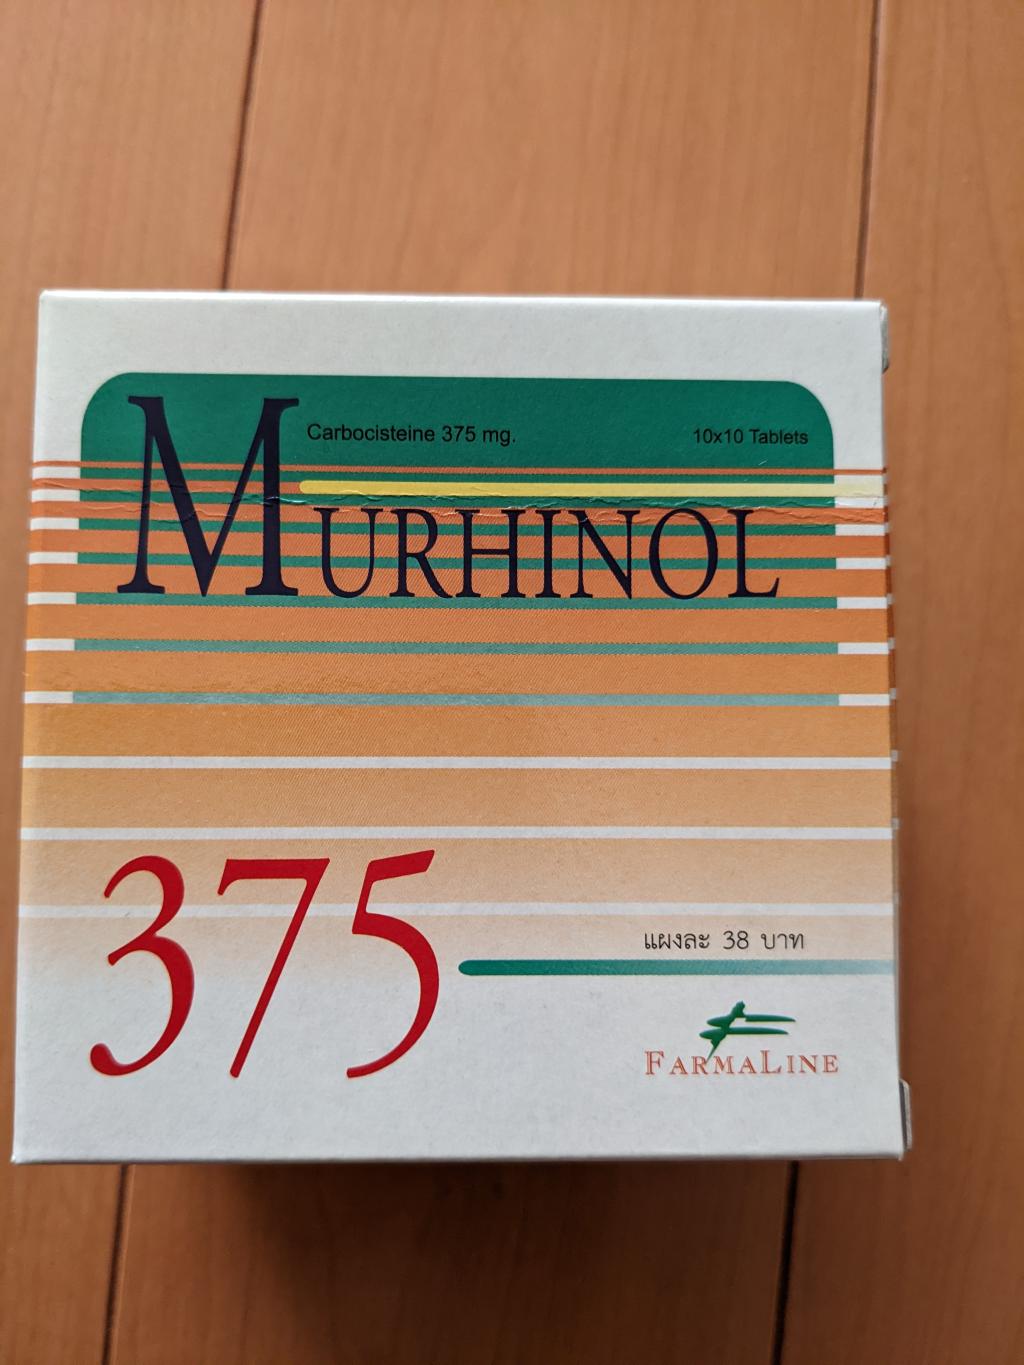 Carbocisteine 375 mg.
10x10 Tablets
MURHINOL
375
แผงละ 38 บาท
FARMALINE